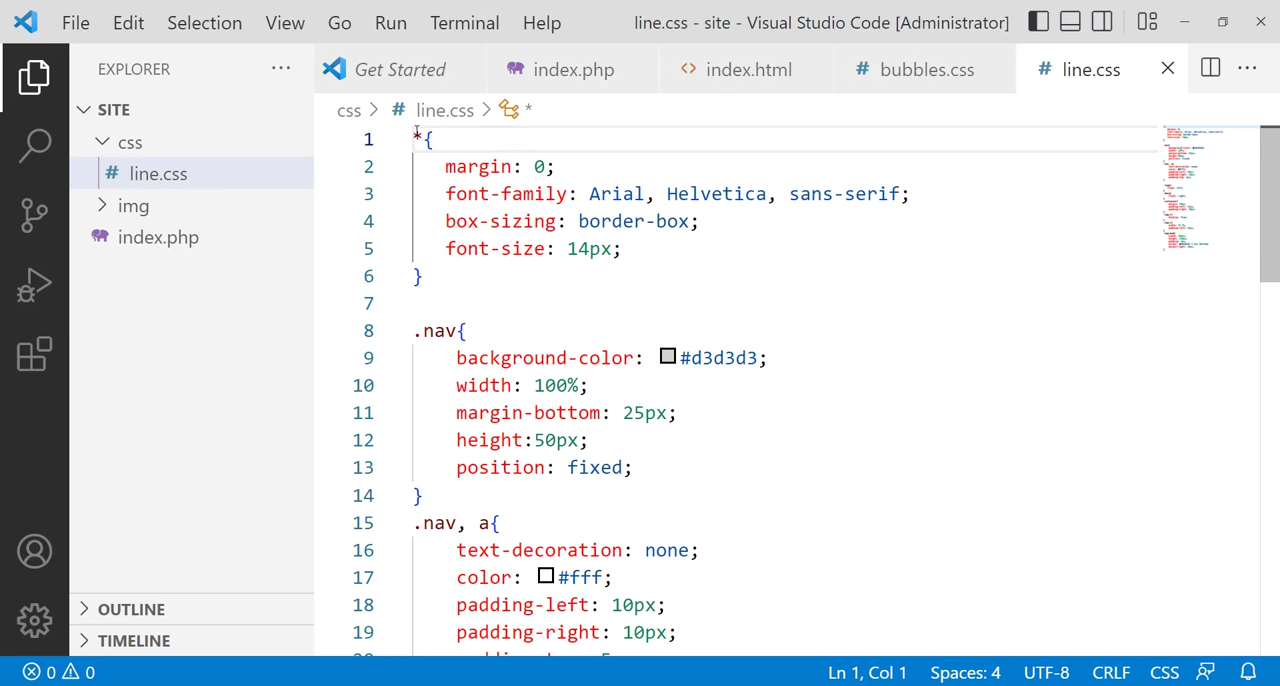 File Edit Selection View Go Run Terminal Help line.css - site - Visual Studio Code [Administrator]
EXPLORER ...
Get Started index.php <> index.html # bubbles.css # line.css
SITE
css > # line.css > *
css
# line.css
img
index.php
1 *{
2 margin: 0;
3 font-family: Arial, Helvetica, sans-serif;
4 box-sizing: border-box;
5 font-size: 14px;
6 }
7
8 .nav{
9 background-color: #d3d3d3;
10 width: 100%;
11 margin-bottom: 25px;
12 height:50px;
13 position: fixed;
14 }
15 .nav, a{
16 text-decoration: none;
17 color: #fff;
18 padding-left: 10px;
19 padding-right: 10px;
OUTLINE
TIMELINE
0 0 Ln 1, Col 1 Spaces: 4 UTF-8 CRLF CSS